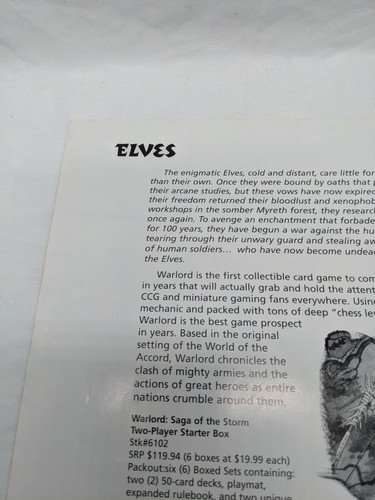 ELVES
The enigmatic Elves, cold and distant, care little for
than their own. Once they were bound by oaths that
their arcane studies, but these vows have now expired
their freedom returned their bloodlust and xenophob
workshops in the somber Myreth forest, they research
once again. To avenge an enchantment that forbade
for 100 years, they have begun a war against the hu
tearing through their unwary guard and stealing aw
of human soldiers... who have now become undead
the Elves.
Warlord is the first collectible card game to com
in years that will actually grab and hold the attent
CCG and miniature gaming fans everywhere. Usin
mechanic and packed with tons of deep "chess lev
Warlord is the best game prospect
in years. Based in the original
setting of the World of the
Accord, Warlord chronicles the
clash of mighty armies and the
actions of great heroes as entire
nations crumble around them.
Warlord: Saga of the Storm
Two-Player Starter Box
Stk#6102
SRP $119.94 (6 boxes at $19.99 each)
Packout:six (6) Boxed Sets containing:
two (2) 50-card decks, playmat,
expanded rulebook, and two unique